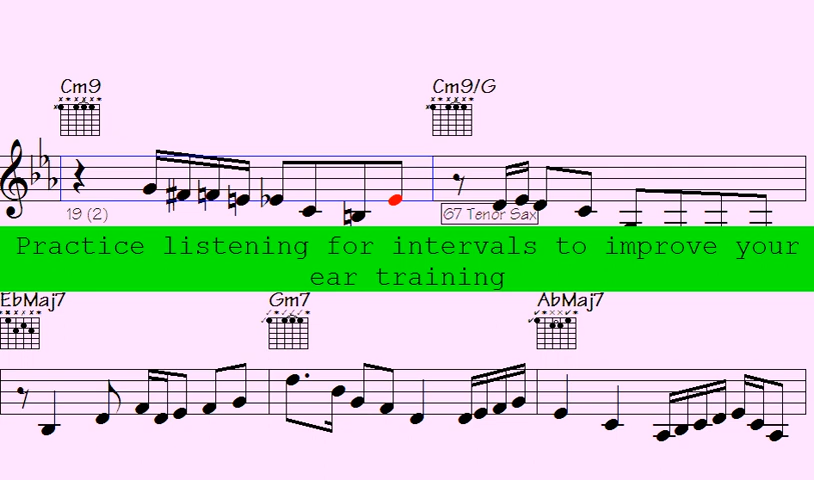 Cm9 Cm9/G
19 (2) 67 Tenor Sax
Practice listening for intervals to improve your
ear training
EbMaj7 Gm7 AbMaj7